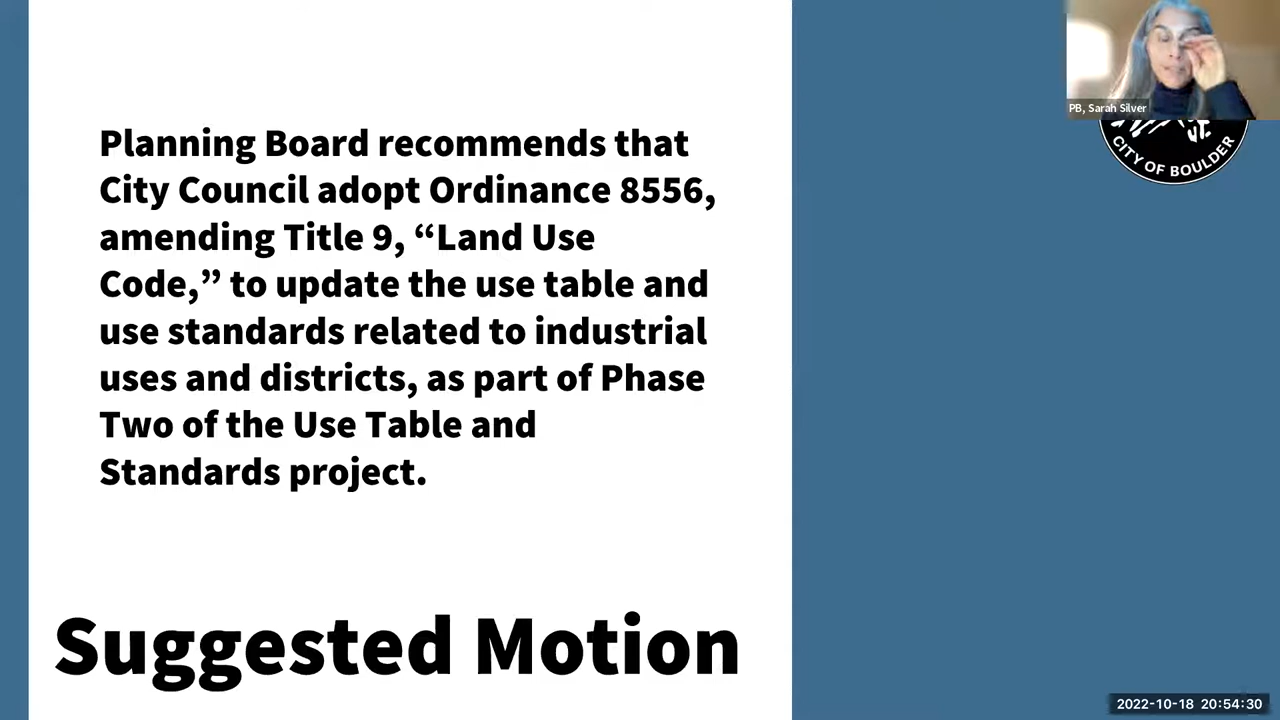 Planning Board recommends that
City Council adopt Ordinance 8556,
amending Title 9, “Land Use
Code,” to update the use table and
use standards related to industrial
uses and districts, as part of Phase
Two of the Use Table and
Standards project.
Suggested Motion
PB, Sarah Silver
CITY OF BOULDER
2022-10-18 20:54:30